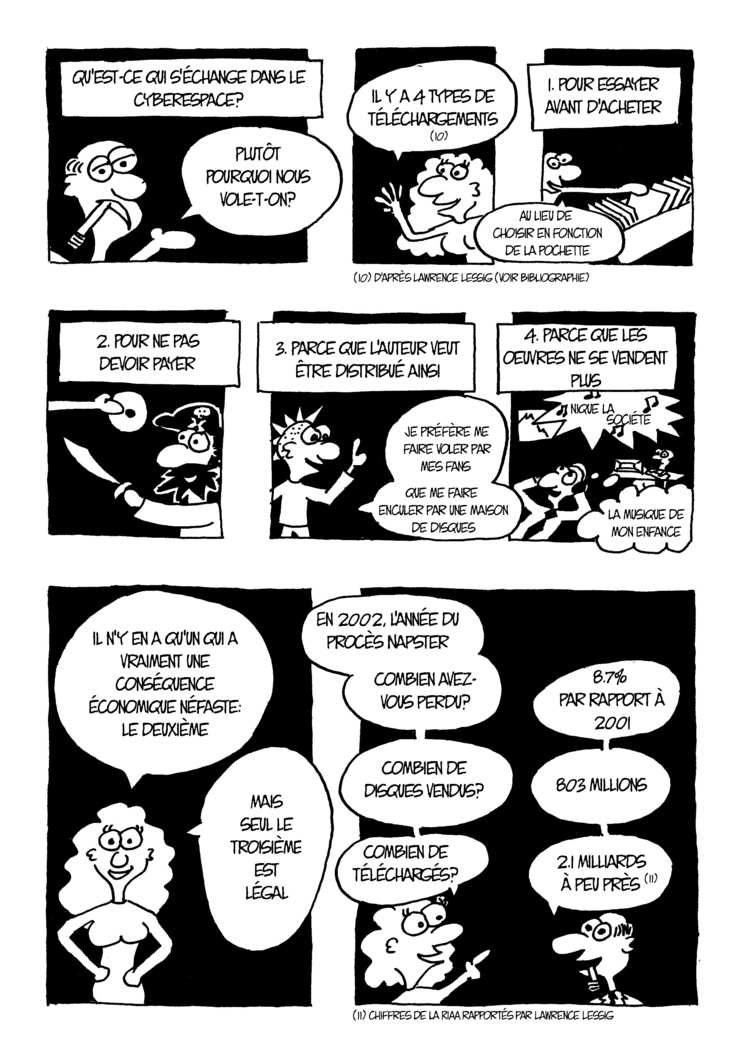 QU'EST-CE QUI S'ÉCHANGE DANS LE
CYBERESPACE?
PLUTÔT
POURQUOI NOUS
VOLE-T-ON?
IL Y A 4 TYPES DE
TÉLÉCHARGEMENTS
(10)
1. POUR ESSAYER
AVANT D'ACHETER
AU LIEU DE
CHOISIR EN FONCTION
DE LA POCHETTE
(10) D'APRÈS LAWRENCE LESSIG (VOIR BIBLIOGRAPHIE)
2. POUR NE PAS
DEVOIR PAYER
3. PARCE QUE L'AUTEUR VEUT
ÊTRE DISTRIBUÉ AINSI
JE PRÉFÈRE ME
FAIRE VOLER PAR
MES FANS
QUE ME FAIRE
ENCULER PAR UNE MAISON
DE DISQUES
4. PARCE QUE LES
OEUVRES NE SE VENDENT
PLUS
NIQUE LA
SOCIÉTÉ
LA MUSIQUE DE
MON ENFANCE
IL N'Y EN A QU'UN QUI A
VRAIMENT UNE
CONSÉQUENCE
ÉCONOMIQUE NÉFASTE:
LE DEUXIÈME
MAIS
SEUL LE
TROISIÈME
EST
LÉGAL
EN 2002, L'ANNÉE DU
PROCÈS NAPSTER
COMBIEN AVEZ-
VOUS PERDU?
8.7%
PAR RAPPORT À
2001
COMBIEN DE
DISQUES VENDUS?
803 MILLIONS
COMBIEN DE
TÉLÉCHARGÉS?
2.1 MILLIARDS
À PEU PRÈS (11)
(11) CHIFFRES DE LA RIAA RAPPORTÉS PAR LAWRENCE LESSIG